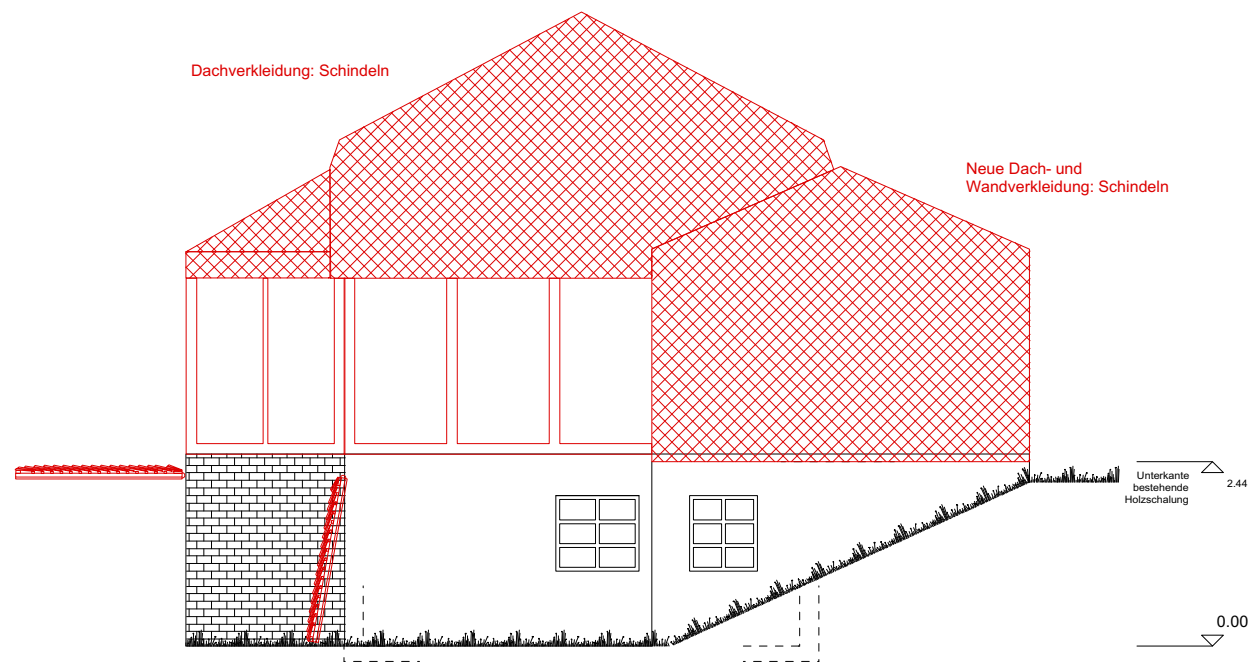 Dachverkleidung: Schindeln
Neue Dach- und
Wandverkleidung: Schindeln
Unterkante
bestehende
Holzschalung
2.44
0.00